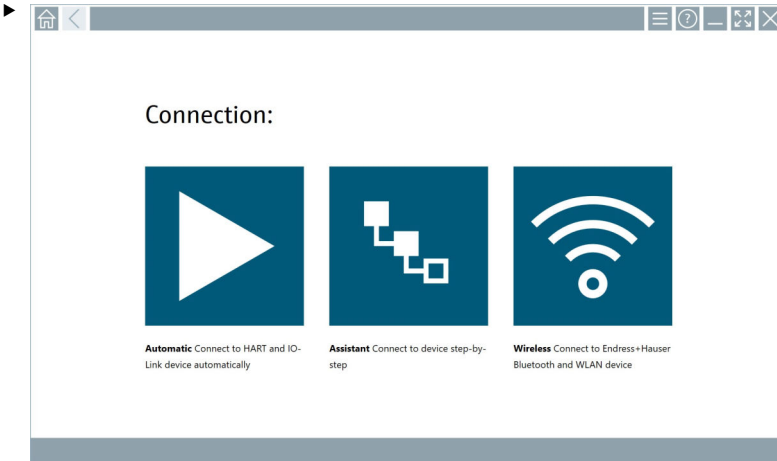 Connection:
Automatic Connect to HART and IO-
Link device automatically
Assistant Connect to device step-by-
step
Wireless Connect to Endress+Hauser
Bluetooth and WLAN device